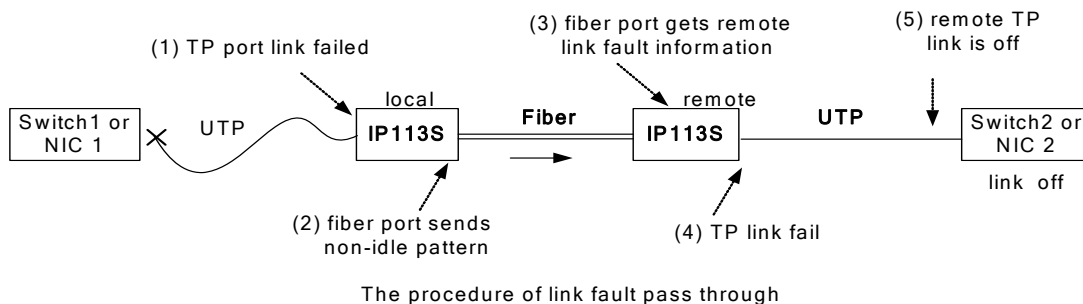 (1) TP port link failed
(3) fiber port gets remote
link fault information
(5) remote TP
link is off
local
remote
Switch1 or
NIC 1
UTP
IP113S
Fiber
IP113S
UTP
Switch2 or
NIC 2
link off
(2) fiber port sends
non-idle pattern
(4) TP link fail
The procedure of link fault pass through